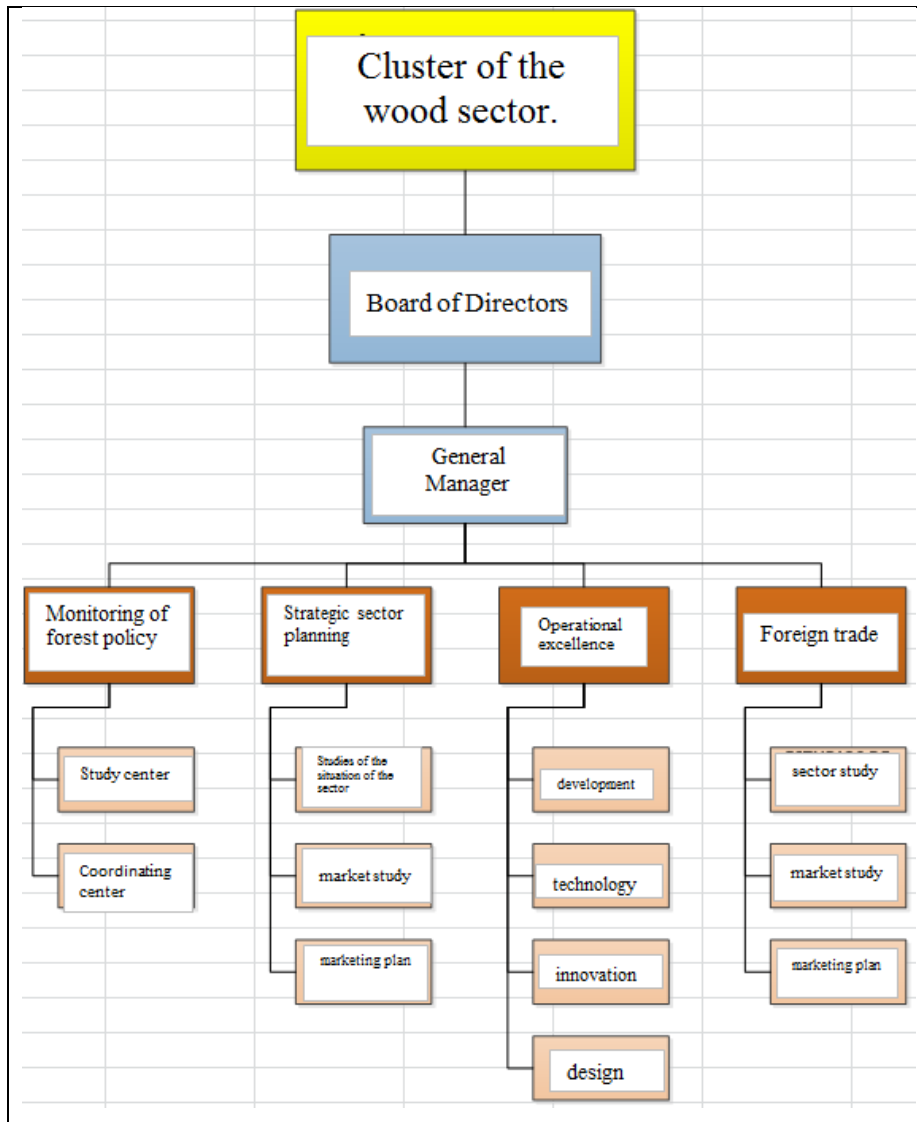 Cluster of the
wood sector.
Board of Directors
General
Manager
Monitoring of
forest policy
Strategic sector
planning
Operational
excellence
Foreign trade
Study center
Coordinating
center
Studies of the
situation of the
sector
market study
marketing plan
development
technology
innovation
design
sector study
market study
marketing plan